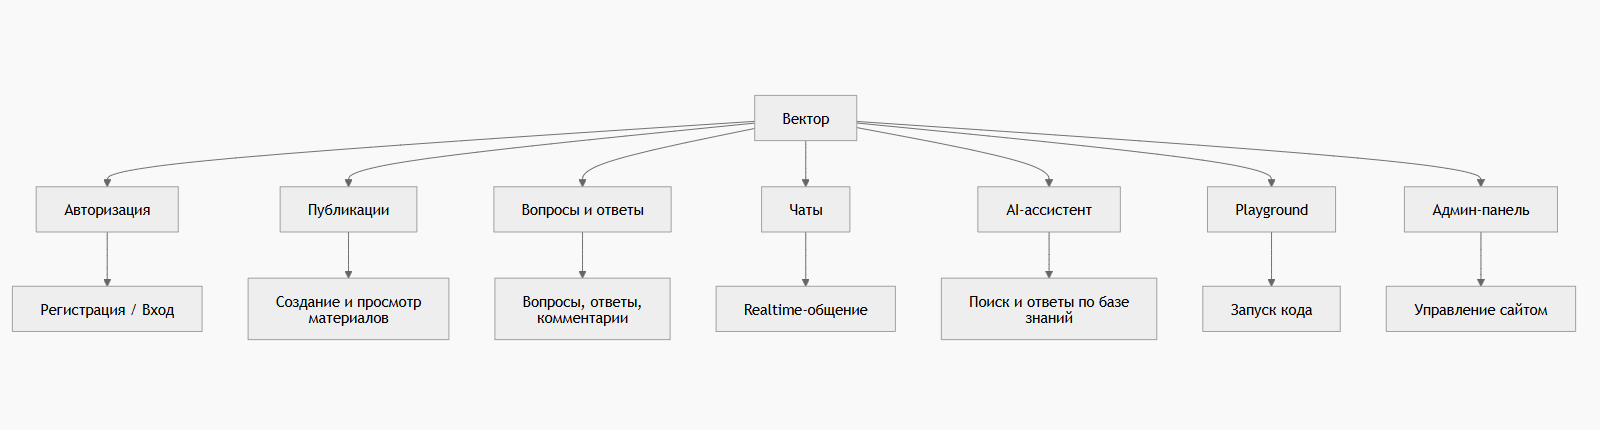 Вектор
Авторизация
Публикации
Вопросы и ответы
Чаты
AI-ассистент
Playground
Админ-панель
Регистрация / Вход
Создание и просмотр
материалов
Вопросы, ответы,
комментарии
Realtime-общение
Поиск и ответы по базе
знаний
Запуск кода
Управление сайтом